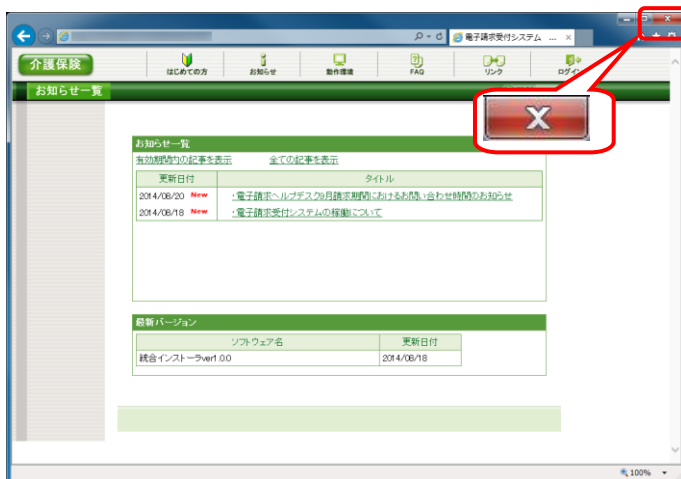 電子請求受付システム ...
介護保険
はじめての方
お知らせ
動作環境
FAQ
リンク
ログイン
お知らせ一覧
お知らせ一覧
有効期間内の記事を表示 全ての記事を表示
更新日付 タイトル
2014/08/20 New ・電子請求ヘルプデスク9月請求期間におけるお問い合わせ時間のお知らせ
2014/08/18 New ・電子請求受付システムの稼働について
最新バージョン
ソフトウェア名 更新日付
統合インストーラver1.0.0 2014/08/18
100%